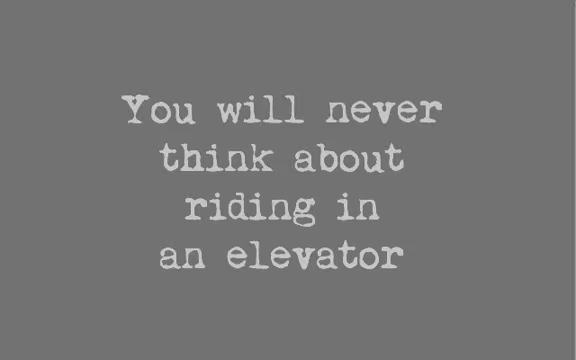 You will never
think about
riding in
an elevator